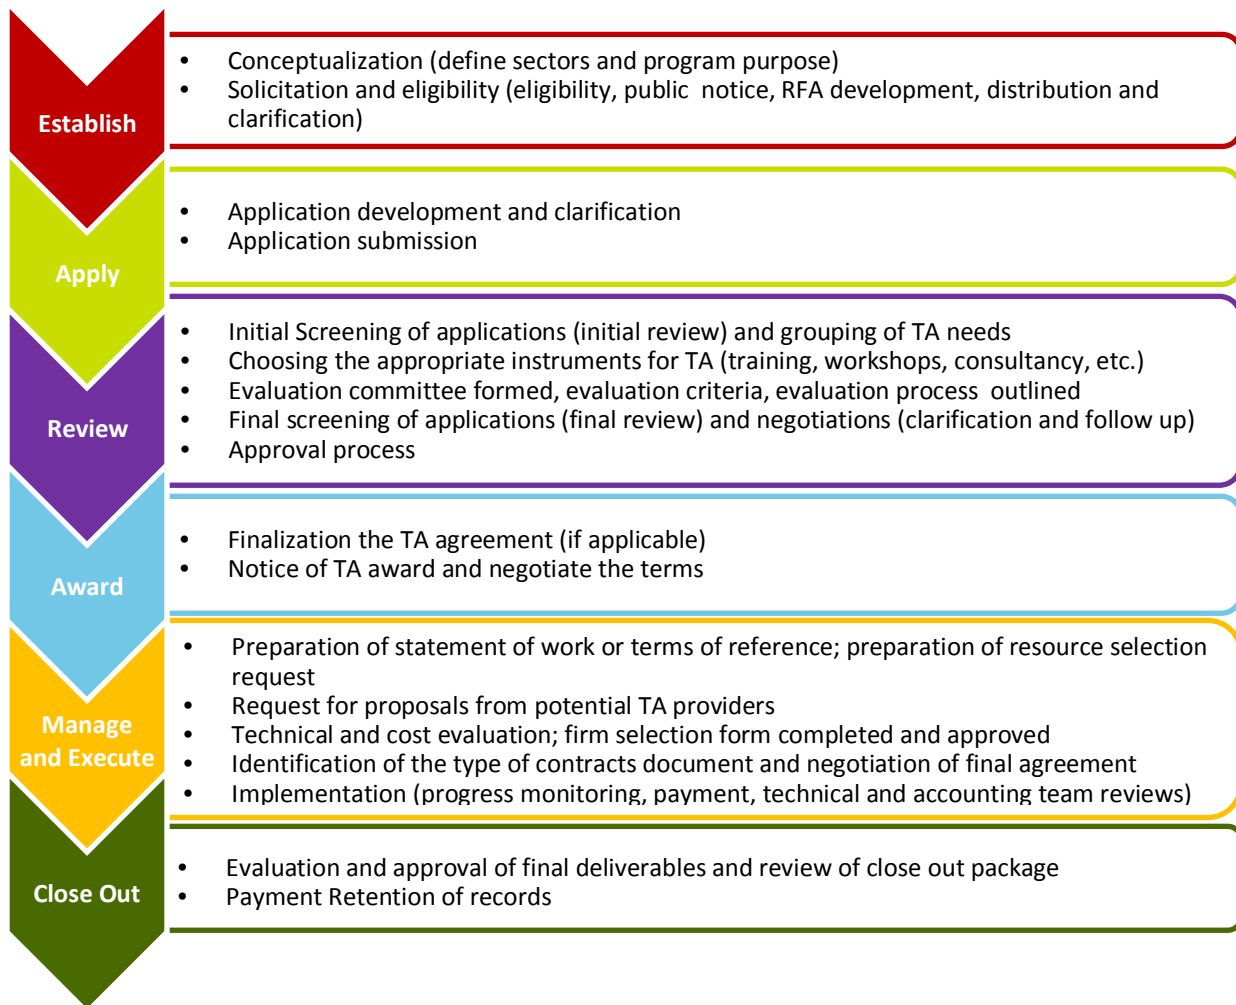 Establish
• Conceptualization (define sectors and program purpose)
• Solicitation and eligibility (eligibility, public notice, RFA development, distribution and
clarification)
Apply
• Application development and clarification
• Application submission
Review
• Initial Screening of applications (initial review) and grouping of TA needs
• Choosing the appropriate instruments for TA (training, workshops, consultancy, etc.)
• Evaluation committee formed, evaluation criteria, evaluation process outlined
• Final screening of applications (final review) and negotiations (clarification and follow up)
• Approval process
Award
• Finalization the TA agreement (if applicable)
• Notice of TA award and negotiate the terms
Manage
and Execute
• Preparation of statement of work or terms of reference; preparation of resource selection
request
• Request for proposals from potential TA providers
• Technical and cost evaluation; firm selection form completed and approved
• Identification of the type of contracts document and negotiation of final agreement
• Implementation (progress monitoring, payment, technical and accounting team reviews)
Close Out
• Evaluation and approval of final deliverables and review of close out package
• Payment Retention of records